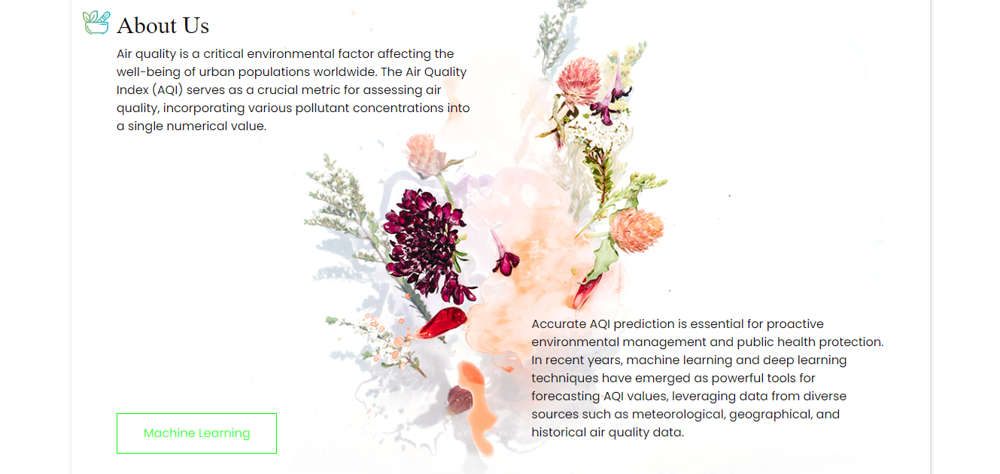 About Us
Air quality is a critical environmental factor affecting the
well-being of urban populations worldwide. The Air Quality
Index (AQI) serves as a crucial metric for assessing air
quality, incorporating various pollutant concentrations into
a single numerical value.
Accurate AQI prediction is essential for proactive
environmental management and public health protection.
In recent years, machine learning and deep learning
techniques have emerged as powerful tools for
forecasting AQI values, leveraging data from diverse
sources such as meteorological, geographical, and
historical air quality data.
Machine Learning